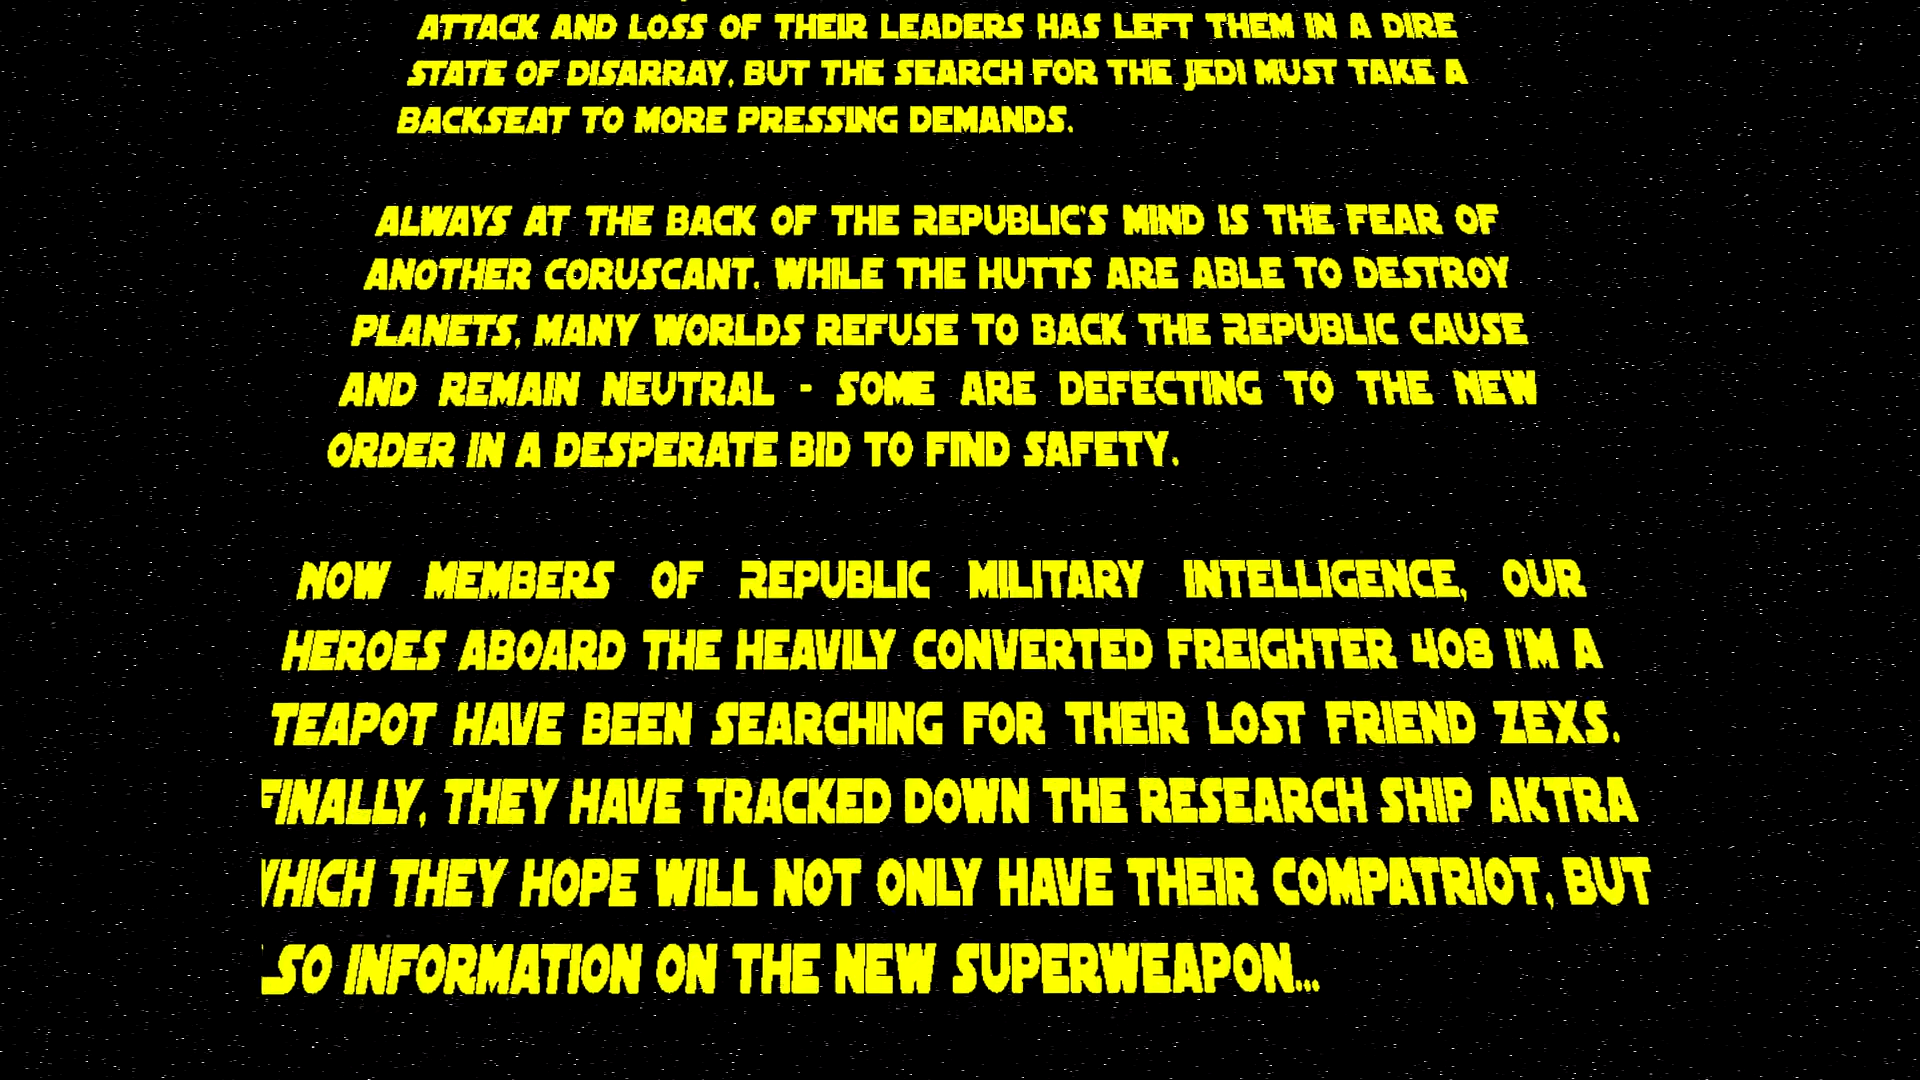 ATTACK AND LOSS OF THEIR LEADERS HAS LEFT THEM IN A DIRE
STATE OF DISARRAY, BUT THE SEARCH FOR THE JEDI MUST TAKE A
BACKSEAT TO MORE PRESSING DEMANDS.
ALWAYS AT THE BACK OF THE REPUBLIC'S MIND IS THE FEAR OF
ANOTHER CORUSCANT. WHILE THE HUTTS ARE ABLE TO DESTROY
PLANETS, MANY WORLDS REFUSE TO BACK THE REPUBLIC CAUSE
AND REMAIN NEUTRAL - SOME ARE DEFECTING TO THE NEW
ORDER IN A DESPERATE BID TO FIND SAFETY.
NOW MEMBERS OF REPUBLIC MILITARY INTELLIGENCE, OUR
HEROES ABOARD THE HEAVILY CONVERTED FREIGHTER 408 I'M A
TEAPOT HAVE BEEN SEARCHING FOR THEIR LOST FRIEND ZEXS.
FINALLY, THEY HAVE TRACKED DOWN THE RESEARCH SHIP AKTRA
WHICH THEY HOPE WILL NOT ONLY HAVE THEIR COMPATRIOT, BUT
LSO INFORMATION ON THE NEW SUPERWEAPON...